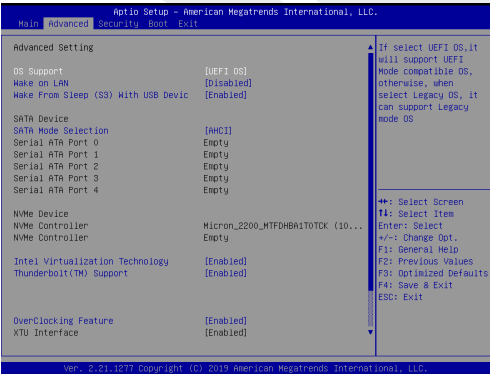 Aptio Setup – American Megatrends International, LLC.
Main Advanced Security Boot Exit
Advanced Setting
OS Support [UEFI OS]
Wake on LAN [Disabled]
Wake From Sleep (S3) With USB Devic [Enabled]
SATA Device
SATA Mode Selection [AHCI]
Serial ATA Port 0 Empty
Serial ATA Port 1 Empty
Serial ATA Port 2 Empty
Serial ATA Port 3 Empty
Serial ATA Port 4 Empty
NVMe Device
NVMe Controller Micron_2200_MTFDHBA1T0TCK (10...
NVMe Controller Empty
Intel Virtualization Technology [Enabled]
Thunderbolt(TM) Support [Enabled]
OverClocking Feature [Enabled]
XTU Interface [Enabled]
If select UEFI OS,it
will support UEFI
Mode compatible OS,
otherwise, when
select Legacy OS, it
can support Legacy
mode OS
→←: Select Screen
↑↓: Select Item
Enter: Select
+/-: Change Opt.
F1: General Help
F2: Previous Values
F3: Optimized Defaults
F4: Save & Exit
ESC: Exit
Ver. 2.21.1277 Copyright (C) 2019 American Megatrends International, LLC.